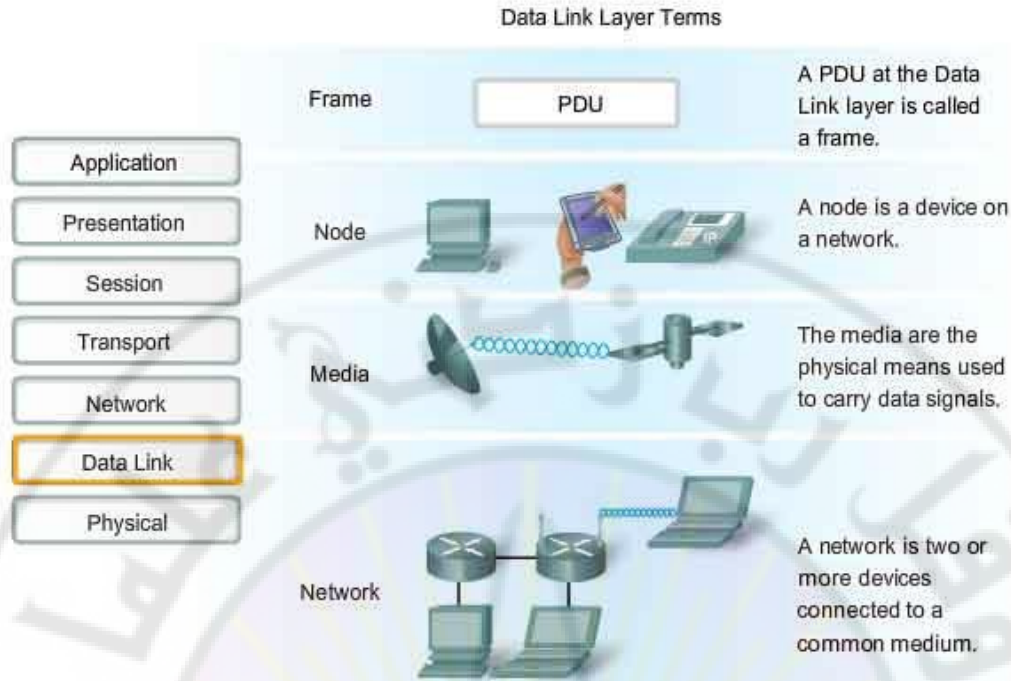 Data Link Layer Terms
Application
Presentation
Session
Transport
Network
Data Link
Physical
Frame
PDU
A PDU at the Data
Link layer is called
a frame.
Node
IP
A node is a device on
a network.
Media
The media are the
physical means used
to carry data signals.
Network
A network is two or
more devices
connected to a
common medium.